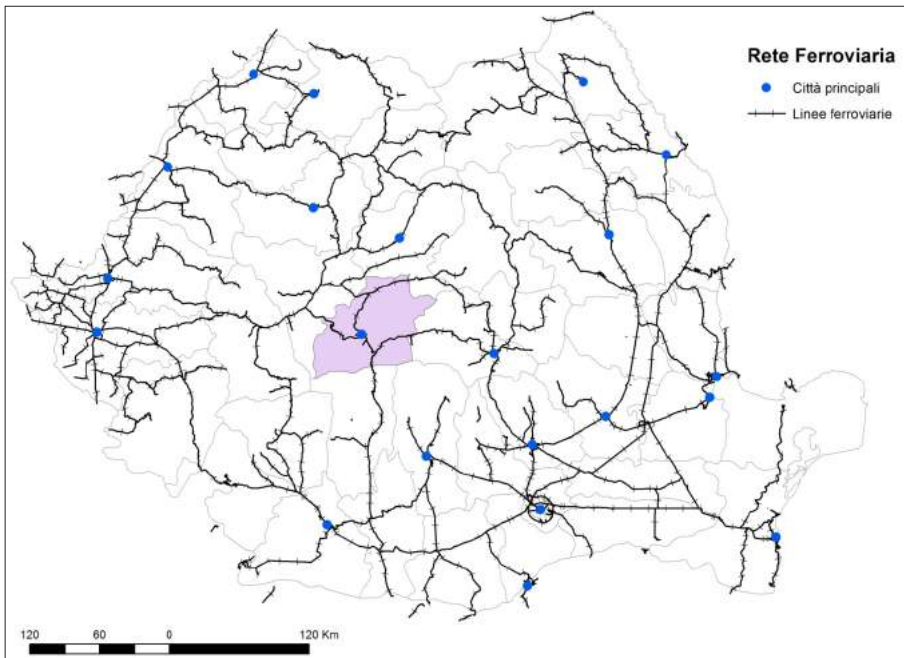 Rete Ferroviaria
Città principali
Linee ferroviarie
120 60 0 120 Km